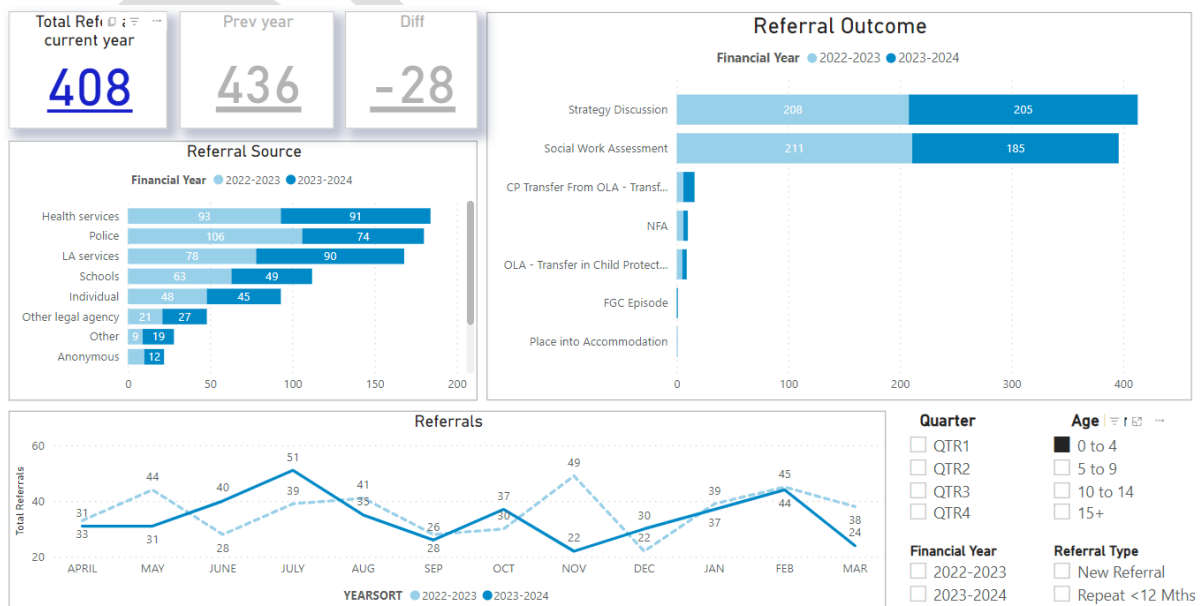 Total Ref
current year
408
Prev year
436
Diff
-28
Referral Source
Financial Year 2022-2023 2023-2024
Health services 93 91
Police 106 74
LA services 78 90
Schools 63 49
Individual 48 45
Other legal agency 21 27
Other 9 19
Anonymous 12
0 50 100 150 200
Referral Outcome
Financial Year 2022-2023 2023-2024
Strategy Discussion 208 205
Social Work Assessment 211 185
CP Transfer From OLA - Transf...
NFA
OLA - Transfer in Child Protect...
FGC Episode
Place into Accommodation
0 100 200 300 400
Referrals
Total Referrals
60
40
20
31 44 40 51 41 26 37 49 30 39 45 38
33 31 28 39 35 28 30 22 22 37 44 24
APRIL MAY JUNE JULY AUG SEP OCT NOV DEC JAN FEB MAR
YEARSORT 2022-2023 2023-2024
Quarter
QTR1
QTR2
QTR3
QTR4
Age
0 to 4
5 to 9
10 to 14
15+
Financial Year
2022-2023
2023-2024
Referral Type
New Referral
Repeat <12 Mths